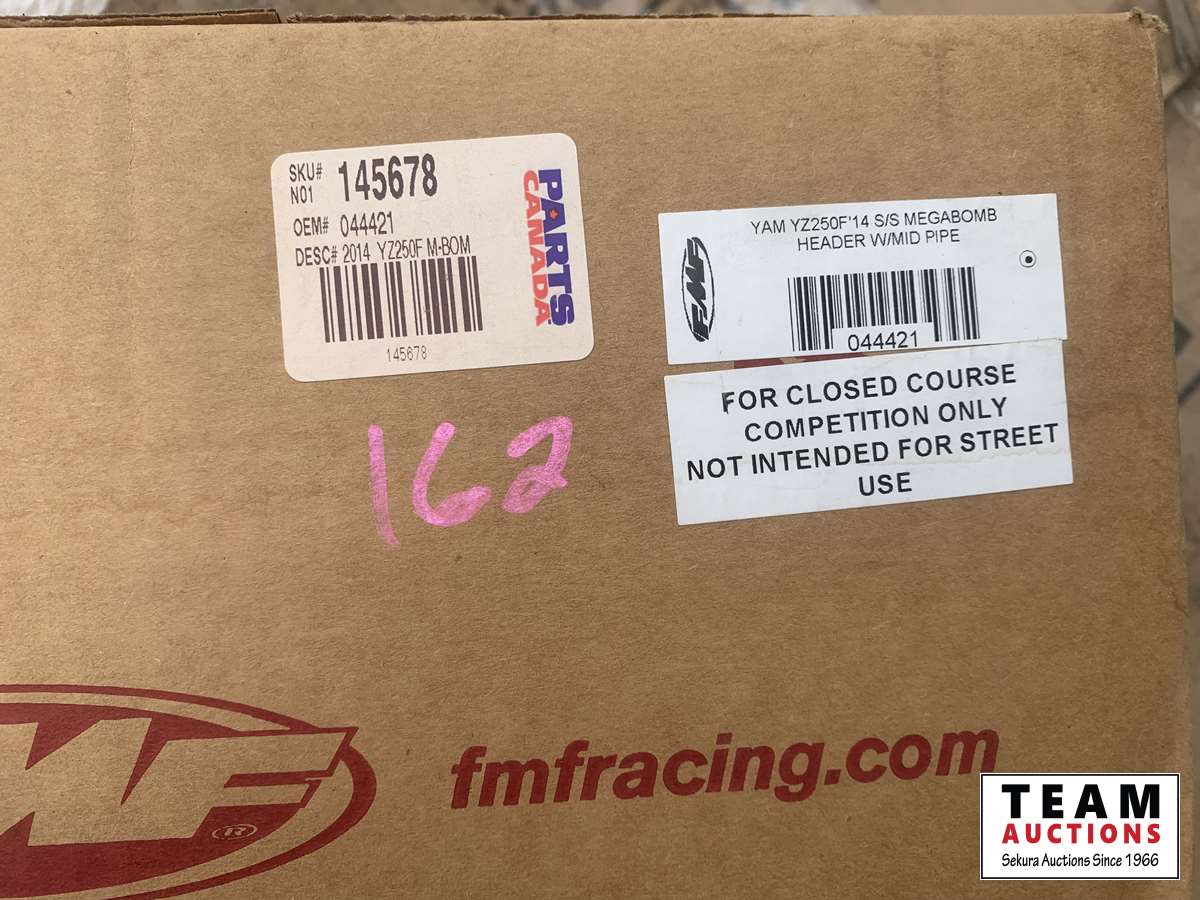 SKU# 145678
N01
OEM# 044421
DESC# 2014 YZ250F M-BOM
145678
PARTS
CANADA
YAM YZ250F'14 S/S MEGABOMB
HEADER W/MID PIPE
FMF
044421
FOR CLOSED COURSE
COMPETITION ONLY
NOT INTENDED FOR STREET
USE
162
MF®
fmfracing.com
TEAM
AUCTIONS
Sekura Auctions Since 1966